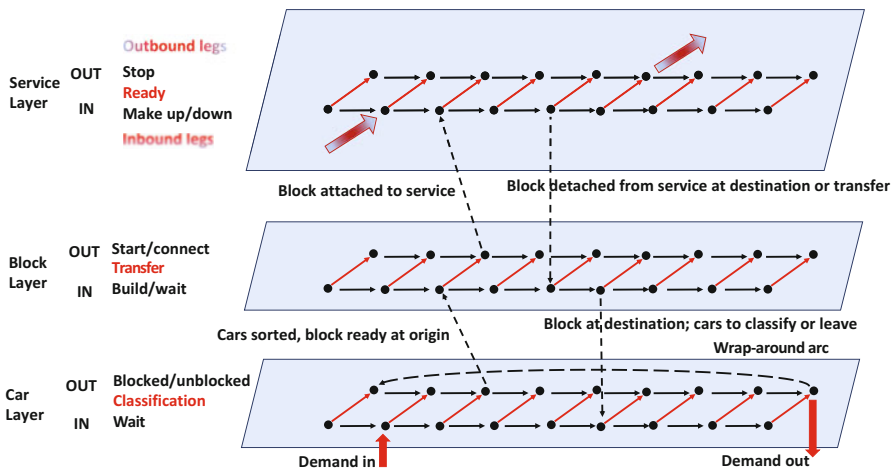 Outbound legs
Service Layer
OUT Stop
Ready
IN Make up/down
Inbound legs
Block attached to service
Block detached from service at destination or transfer
Block Layer
OUT Start/connect
Transfer
IN Build/wait
Cars sorted, block ready at origin
Block at destination; cars to classify or leave
Wrap-around arc
Car Layer
OUT Blocked/unblocked
Classification
IN Wait
Demand in
Demand out